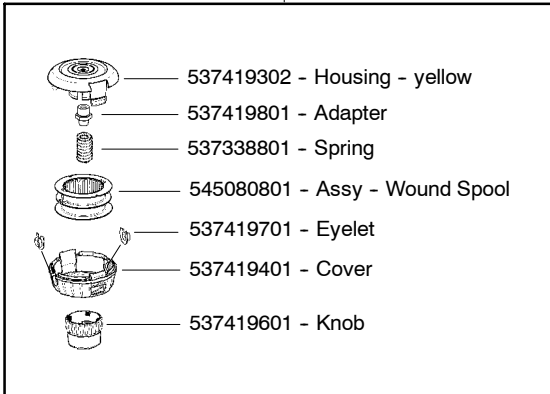 537419302 - Housing - yellow
537419801 - Adapter
537338801 - Spring
545080801 - Assy - Wound Spool
537419701 - Eyelet
537419401 - Cover
537419601 - Knob